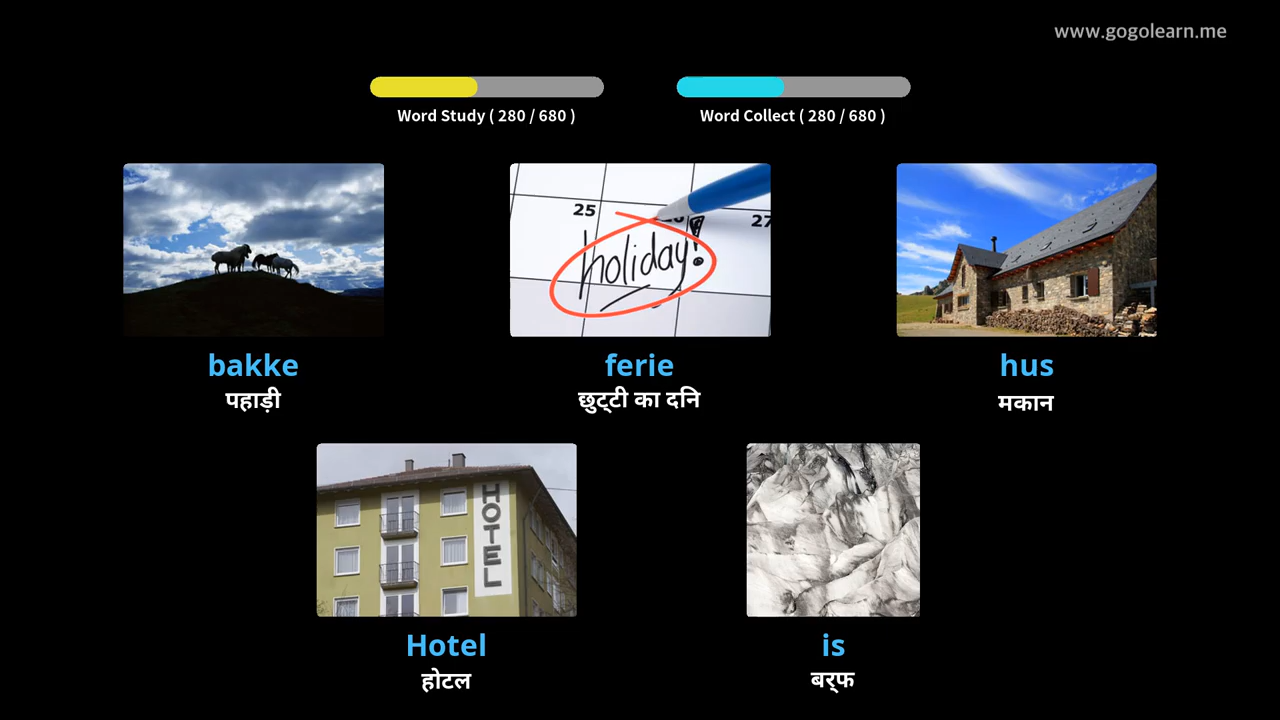 www.gogolearn.me
Word Study ( 280 / 680 )
Word Collect ( 280 / 680 )
25
27
holiday!
bakke
ferie
hus
पहाड़ी
छुट्टी का दनि
मकान
HOTEL
Hotel
is
होटल
बर्फ